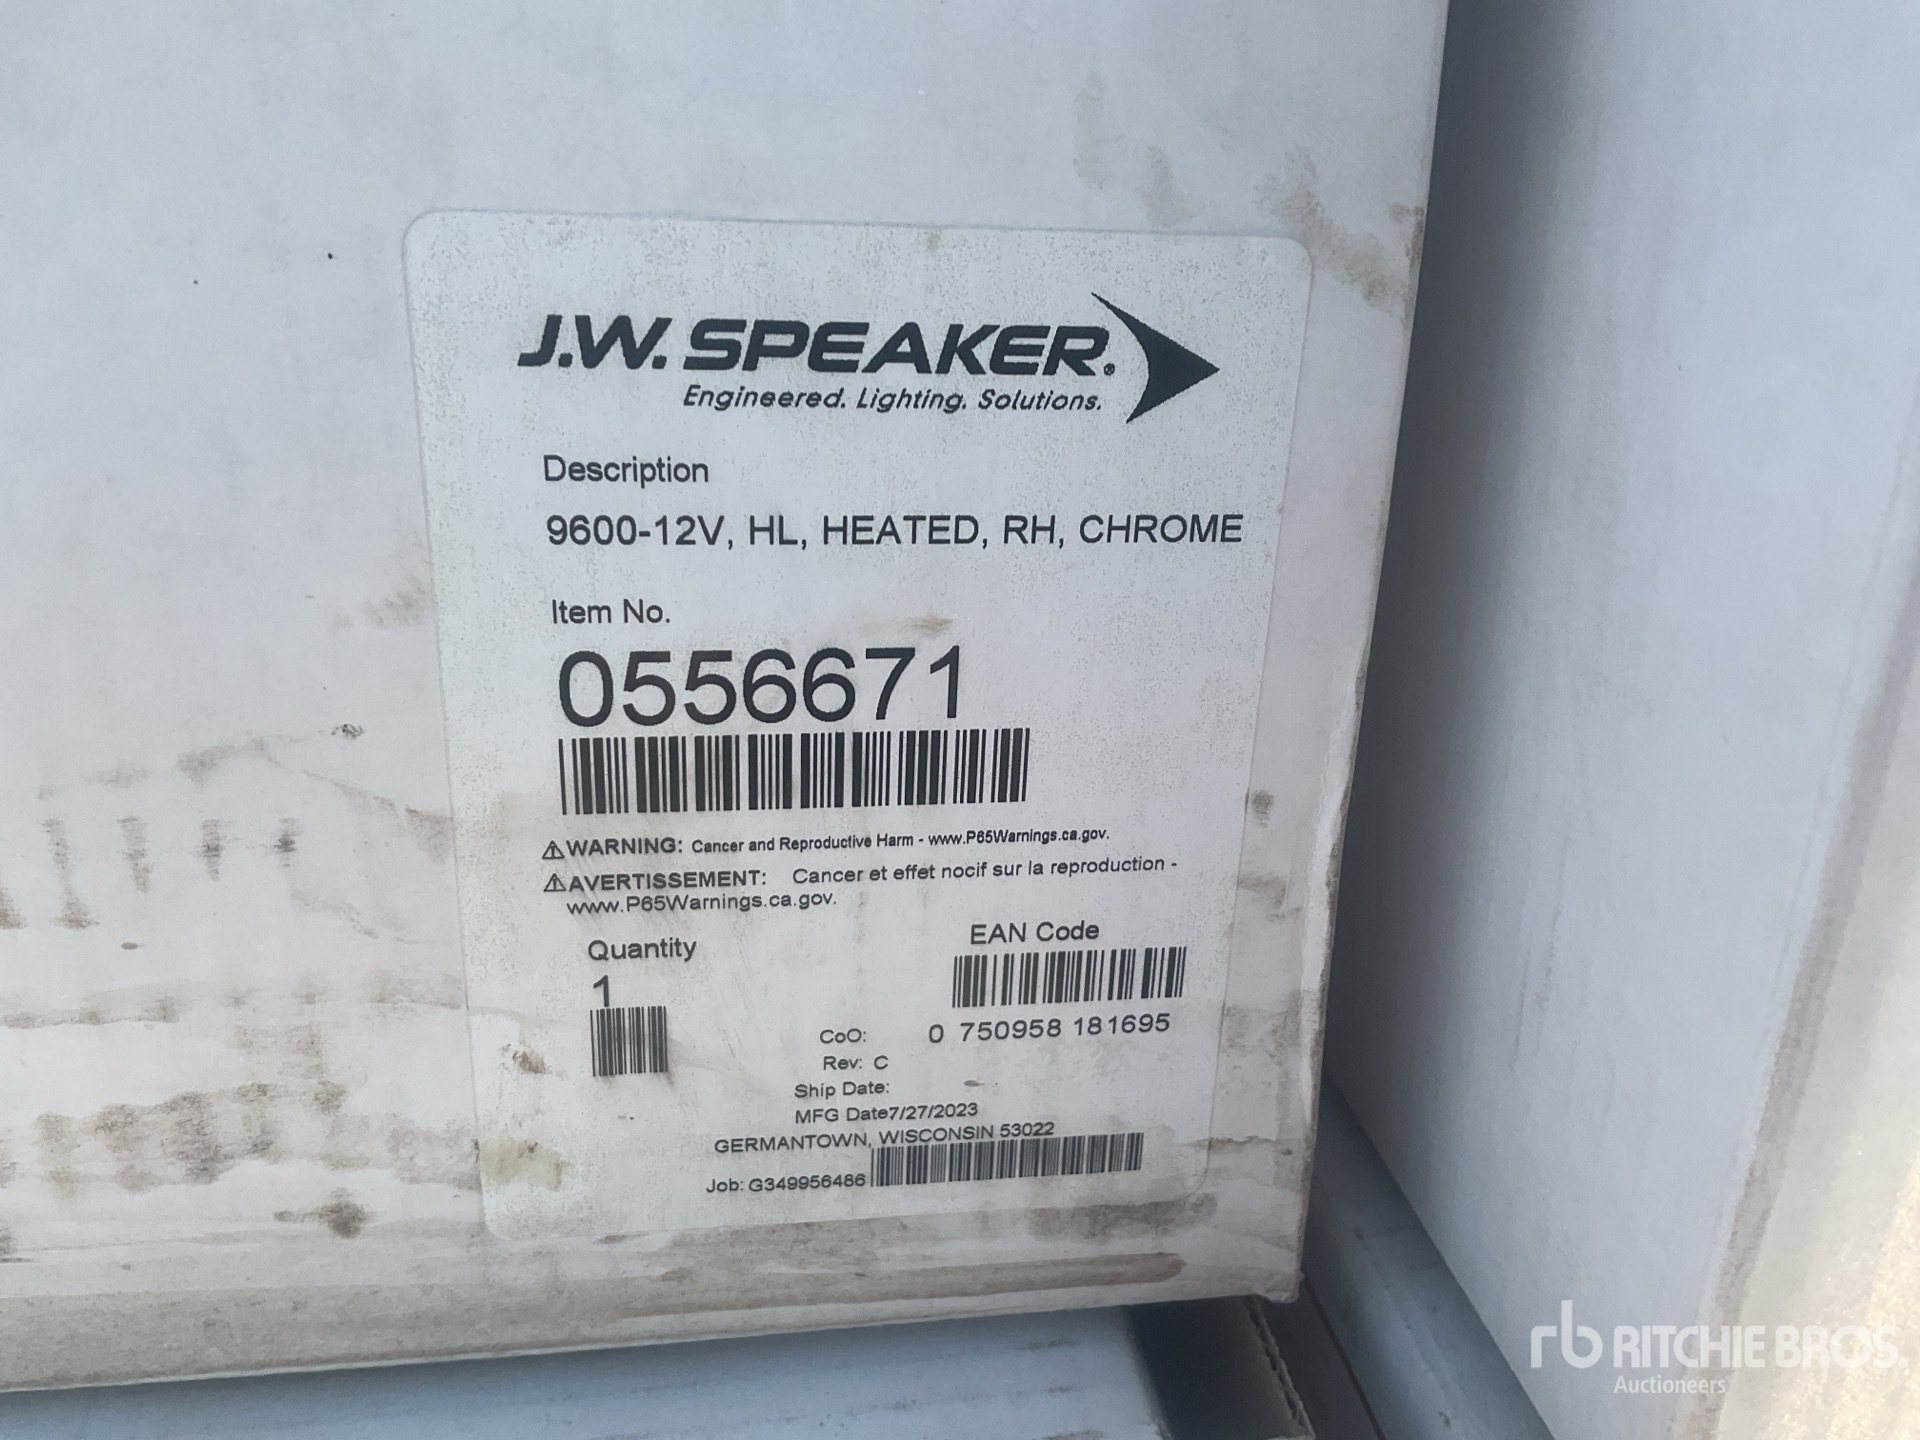 J.W. SPEAKER®
Engineered. Lighting. Solutions.
Description
9600-12V, HL, HEATED, RH, CHROME
Item No.
0556671
⚠WARNING: Cancer and Reproductive Harm - www.P65Warnings.ca.gov.
⚠AVERTISSEMENT: Cancer et effet nocif sur la reproduction -
www.P65Warnings.ca.gov.
Quantity
1
EAN Code
0 750958 181695
CoO:
Rev: C
Ship Date:
MFG Date7/27/2023
GERMANTOWN, WISCONSIN 53022
Job: G349956486
rb RITCHIE BROS.
Auctioneers